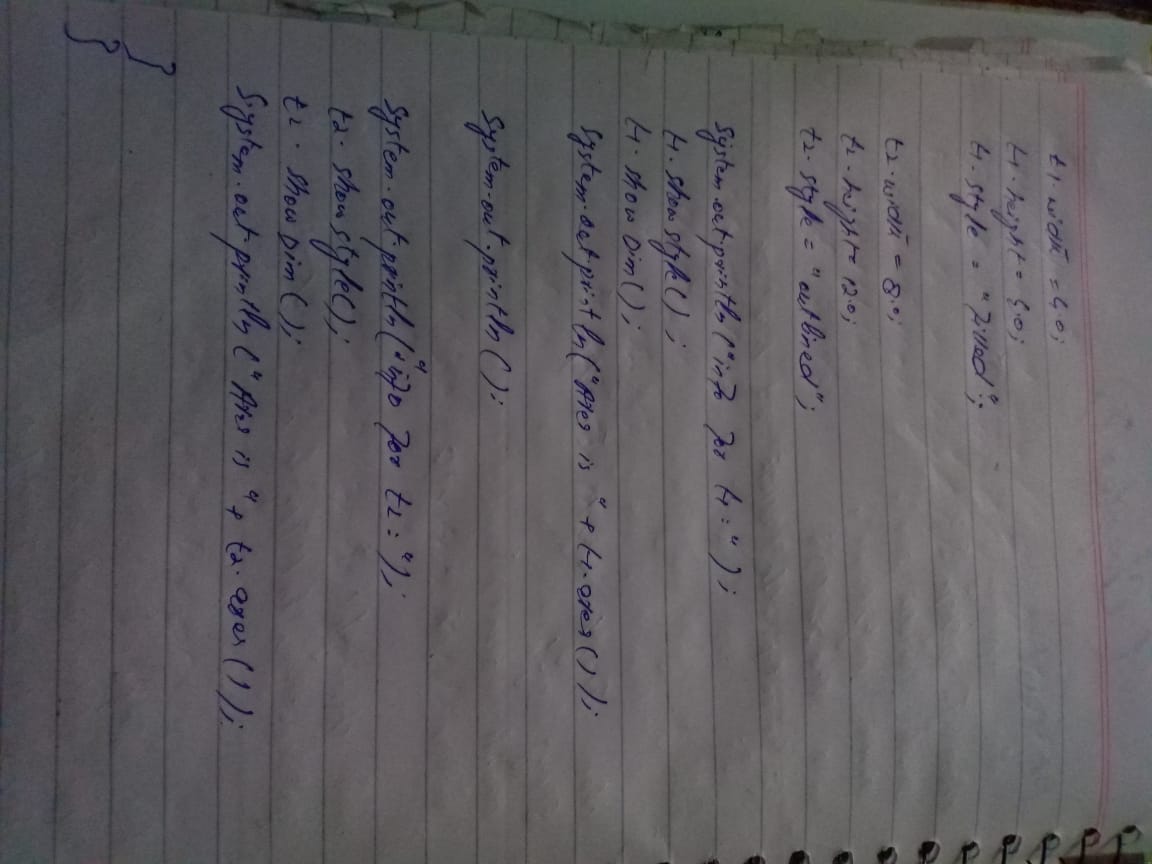 t1.width = 4.0;
t1.height = 4.0;
t1.style = "filled";
t2.width = 8.0;
t2.height = 12.0;
t2.style = "outlined";
System.out.println("info for t1: ");
t1.showstyle();
t1.showDim();
System.out.println("Area is " + t1.area());
System.out.println();
System.out.println("info for t2: ");
t2.showstyle();
t2.showDim();
System.out.println("Area is " + t2.area());
}
}